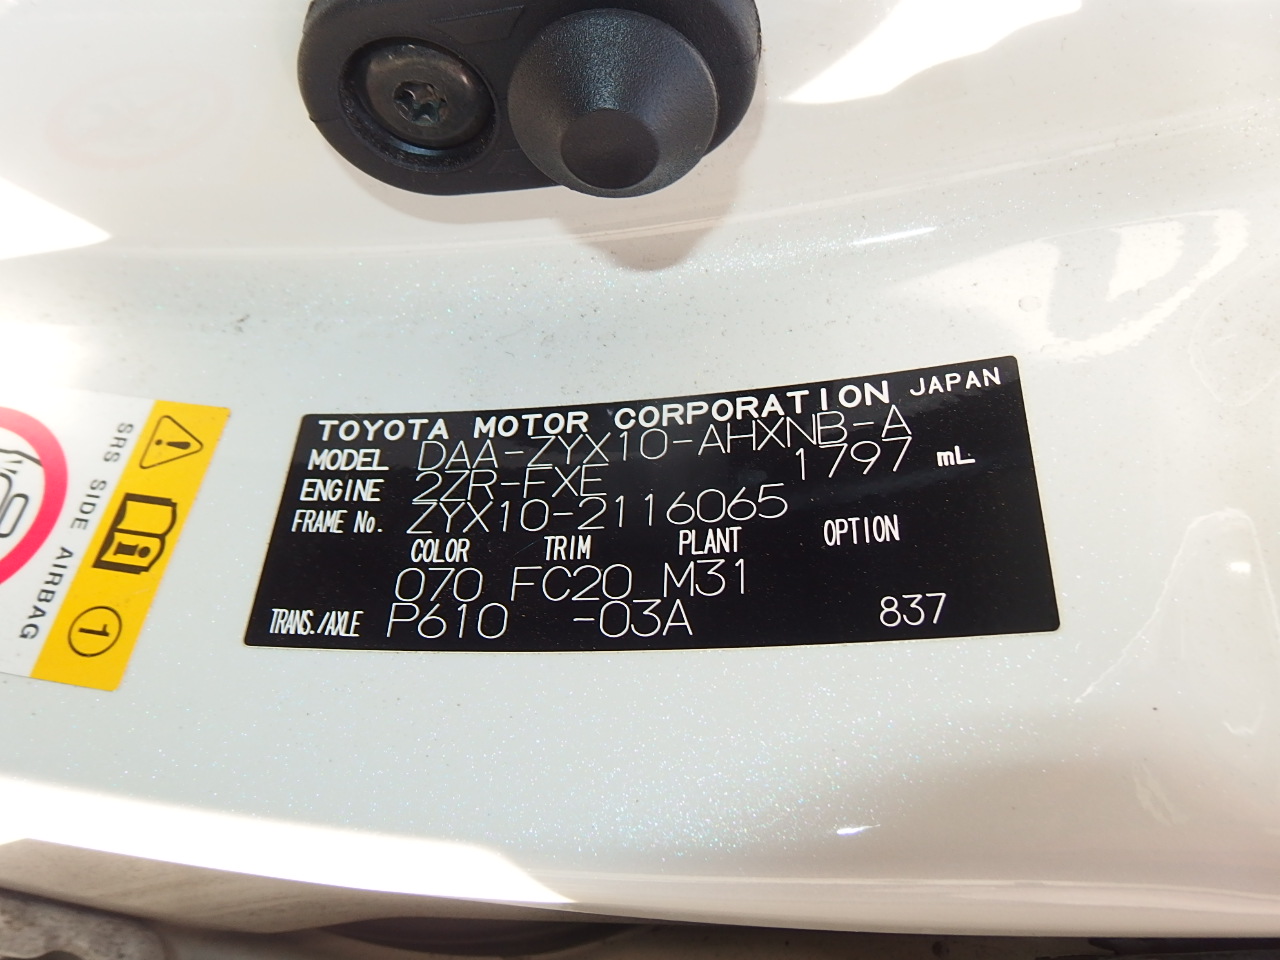 TOYOTA MOTOR CORPORATION JAPAN
MODEL DAA-ZYX10-AHXNB-A
ENGINE 2ZR-FXE 1797 mL
FRAME No. ZYX10-2116065
COLOR TRIM PLANT OPTION
070 FC20 M31
TRANS./AXLE P610 -03A 837
SRS SIDE AIRBAG
1